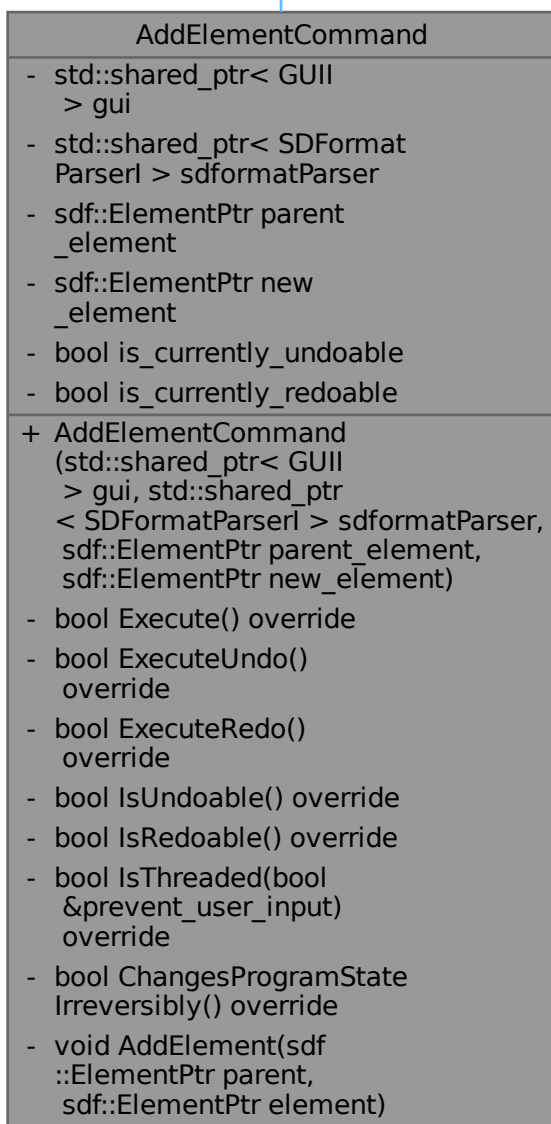 AddElementCommand
- std::shared_ptr< GUII
> gui
- std::shared_ptr< SDFormat
ParserI > sdformatParser
- sdf::ElementPtr parent
_element
- sdf::ElementPtr new
_element
- bool is_currently_undoable
- bool is_currently_redoable
+ AddElementCommand
(std::shared_ptr< GUII
> gui, std::shared_ptr
< SDFormatParserI > sdformatParser,
sdf::ElementPtr parent_element,
sdf::ElementPtr new_element)
- bool Execute() override
- bool ExecuteUndo()
override
- bool ExecuteRedo()
override
- bool IsUndoable() override
- bool IsRedoable() override
- bool IsThreaded(bool
&prevent_user_input)
override
- bool ChangesProgramState
Irreversibly() override
- void AddElement(sdf
::ElementPtr parent,
sdf::ElementPtr element)